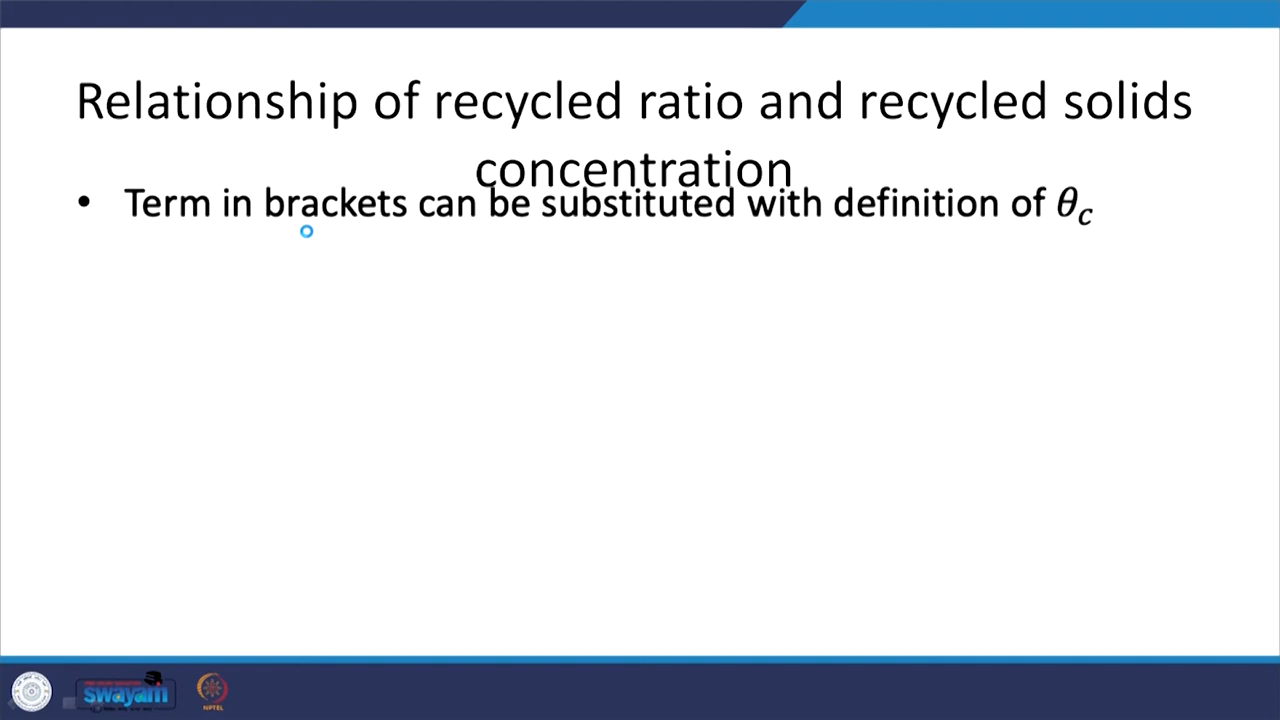 Relationship of recycled ratio and recycled solids
concentration
• Term in brackets can be substituted with definition of θc
swayam
NPTEL